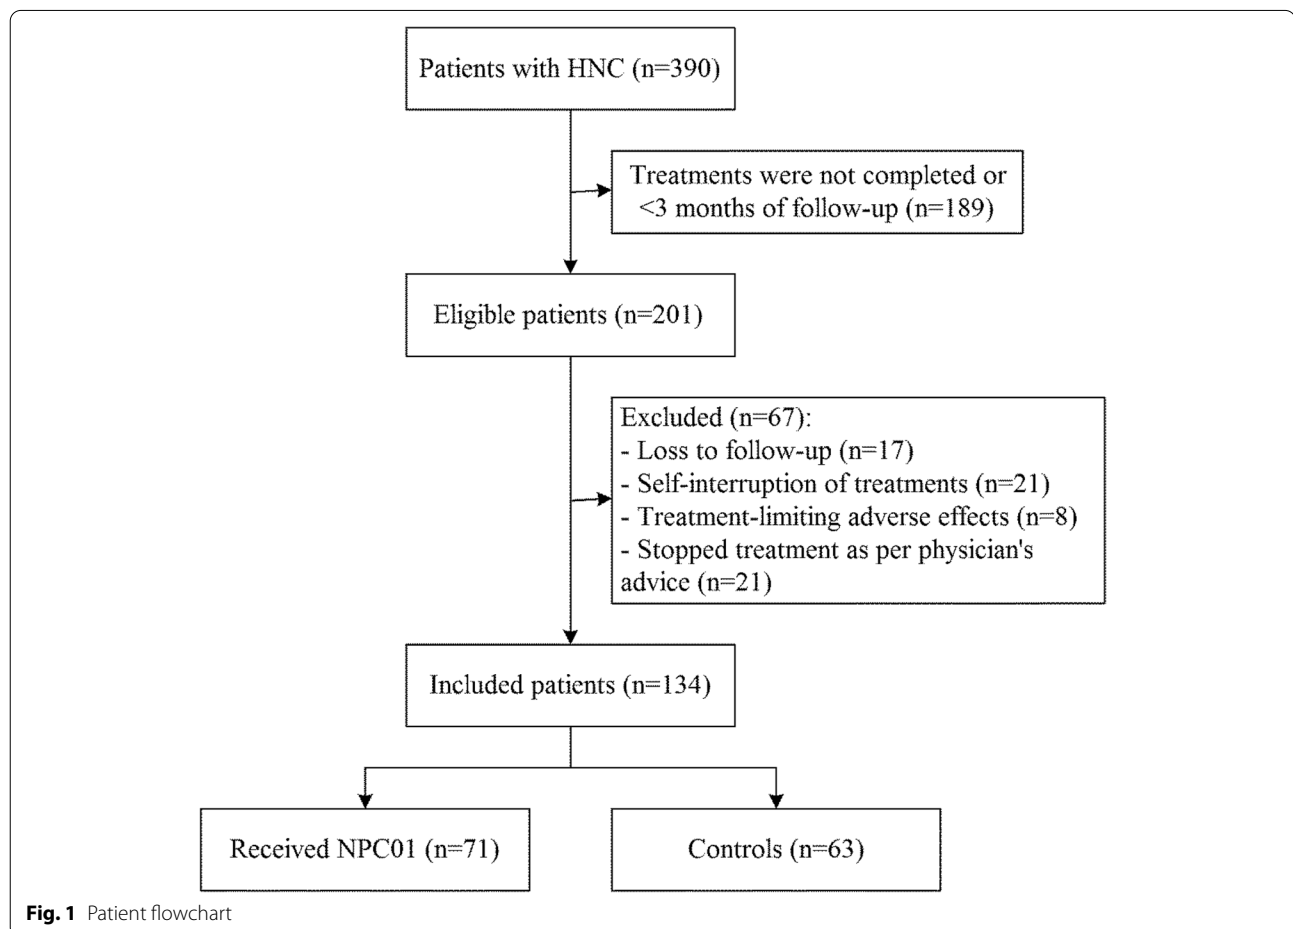 Patients with HNC (n=390)
Treatments were not completed or
<3 months of follow-up (n=189)
Eligible patients (n=201)
Excluded (n=67):
- Loss to follow-up (n=17)
- Self-interruption of treatments (n=21)
- Treatment-limiting adverse effects (n=8)
- Stopped treatment as per physician's
advice (n=21)
Included patients (n=134)
Received NPC01 (n=71)
Controls (n=63)
Fig. 1 Patient flowchart